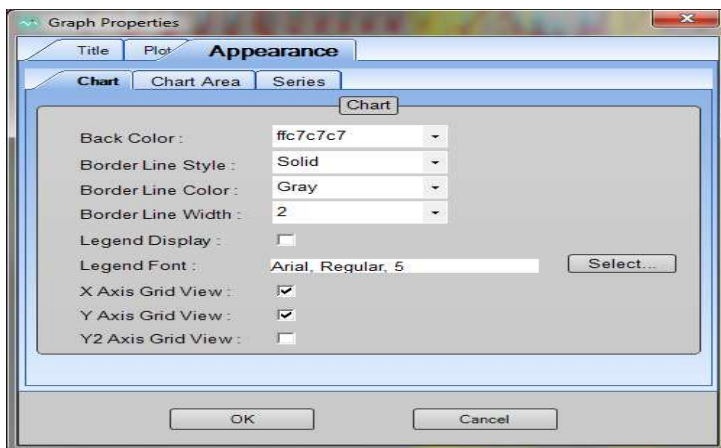 Graph Properties
Title Plot Appearance
Chart Chart Area Series
Chart
Back Color : ffc7c7c7
Border Line Style : Solid
Border Line Color : Gray
Border Line Width : 2
Legend Display :
Legend Font : Arial, Regular, 5 Select...
X Axis Grid View :
Y Axis Grid View :
Y2 Axis Grid View :
OK Cancel